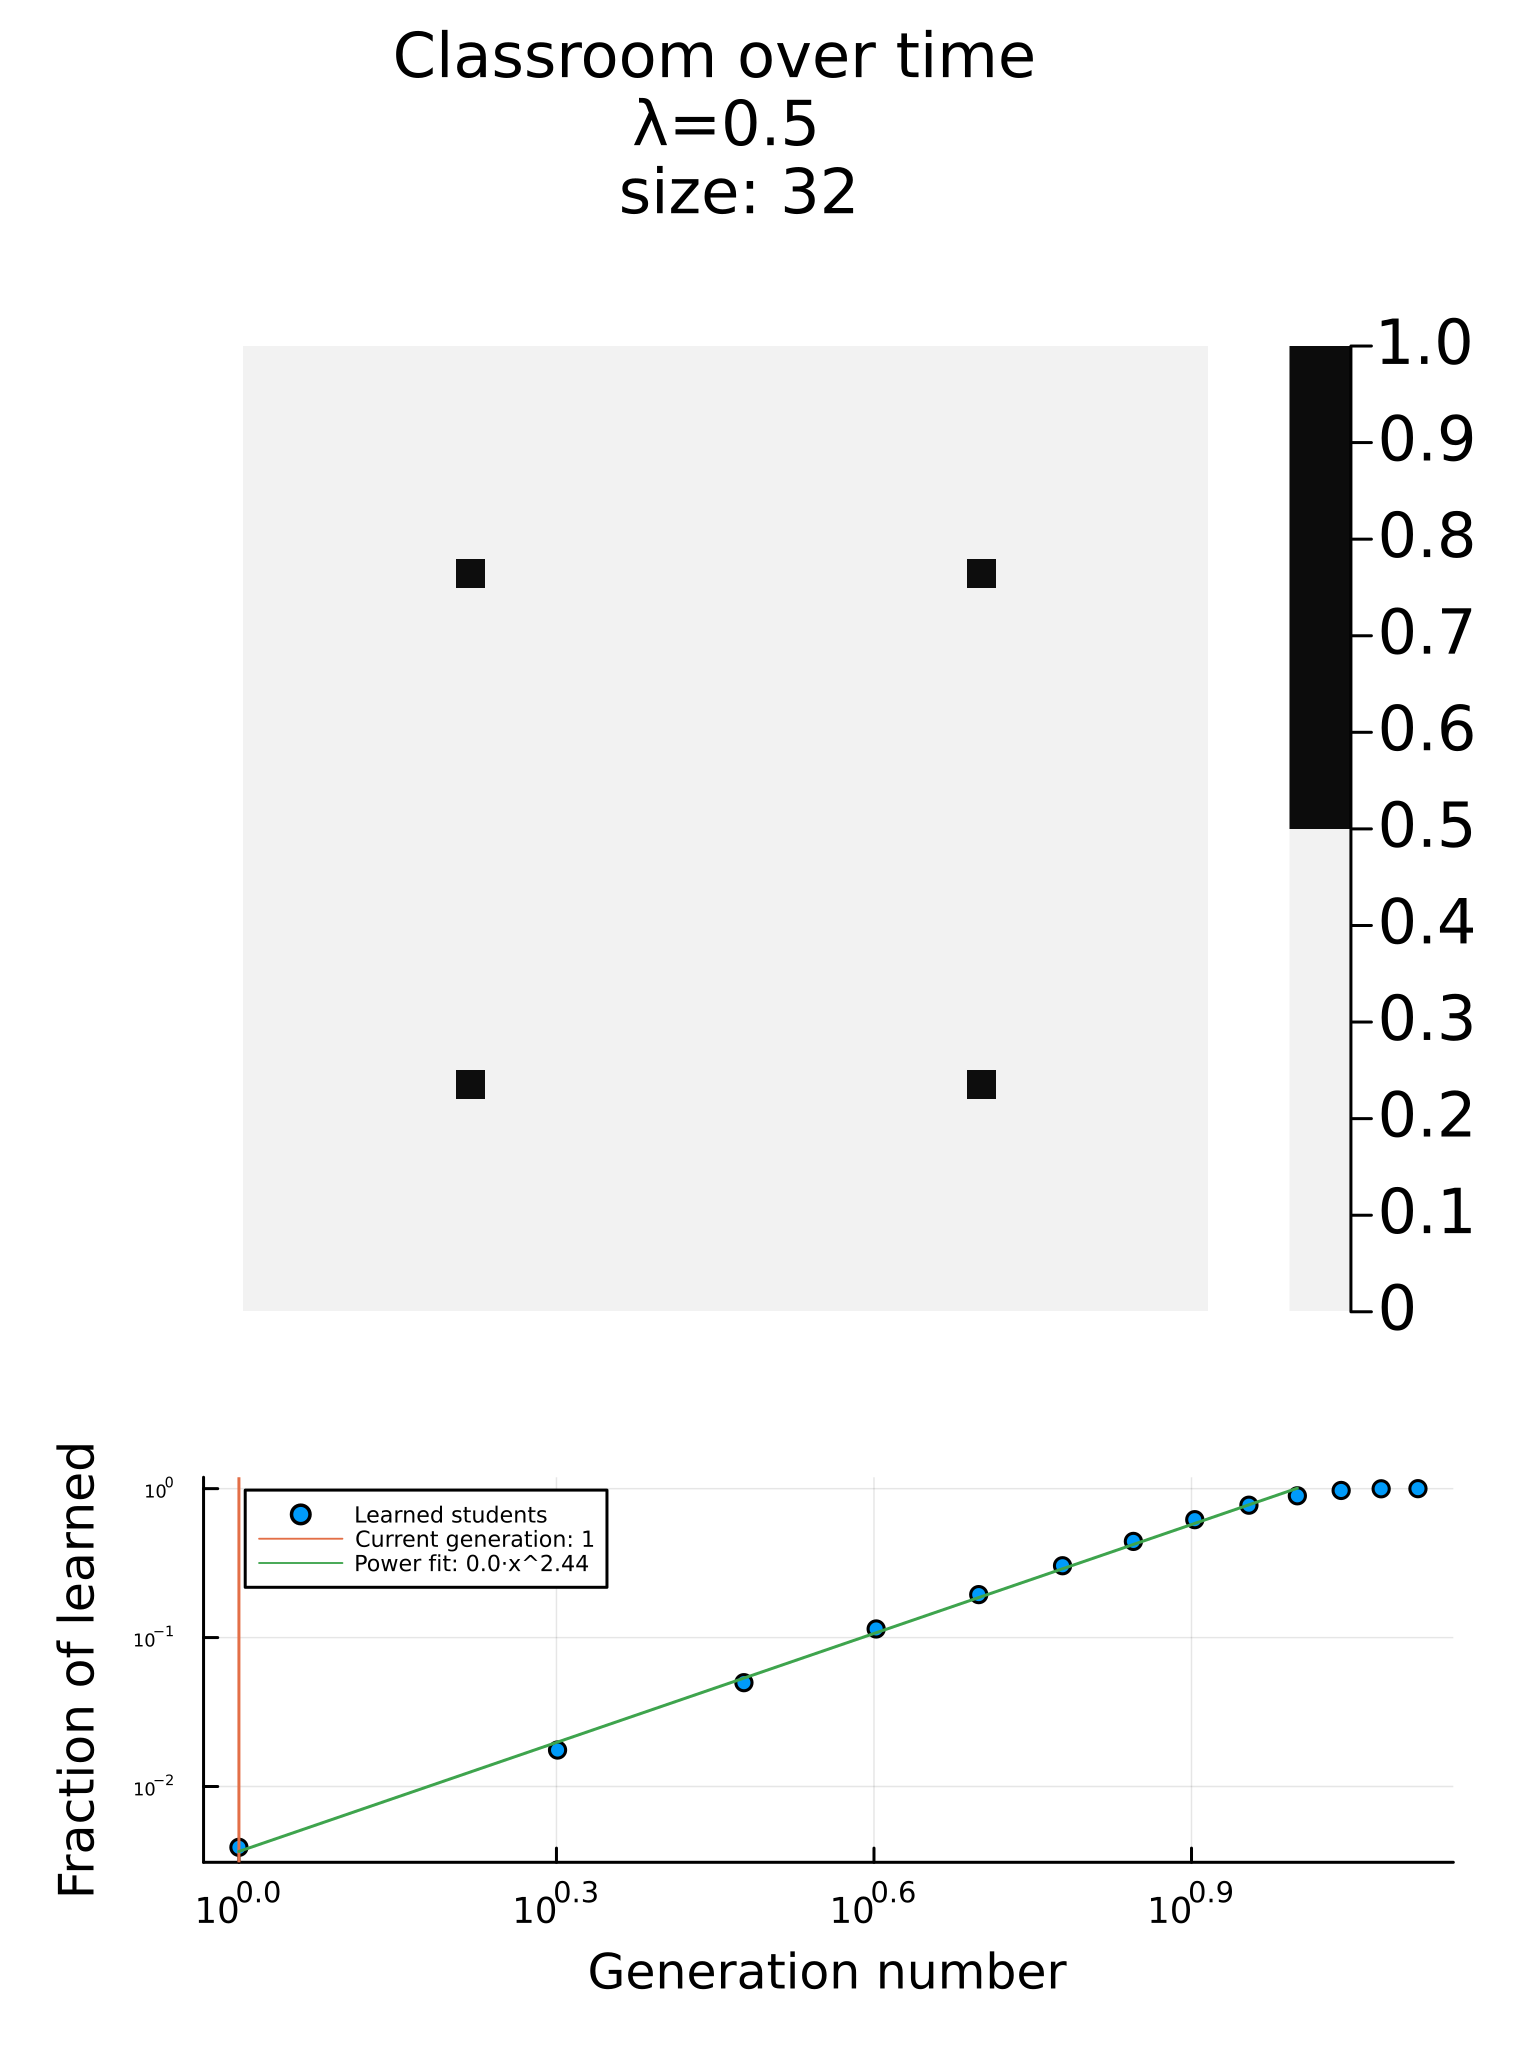 Classroom over time
λ=0.5
size: 32
1.0
0.9
0.8
0.7
0.6
0.5
0.4
0.3
0.2
0.1
0
Fraction of learned
10⁰
10⁻¹
10⁻²
Learned students
Current generation: 1
Power fit: 0.0·x^2.44
10^0.0 10^0.3 10^0.6 10^0.9
Generation number